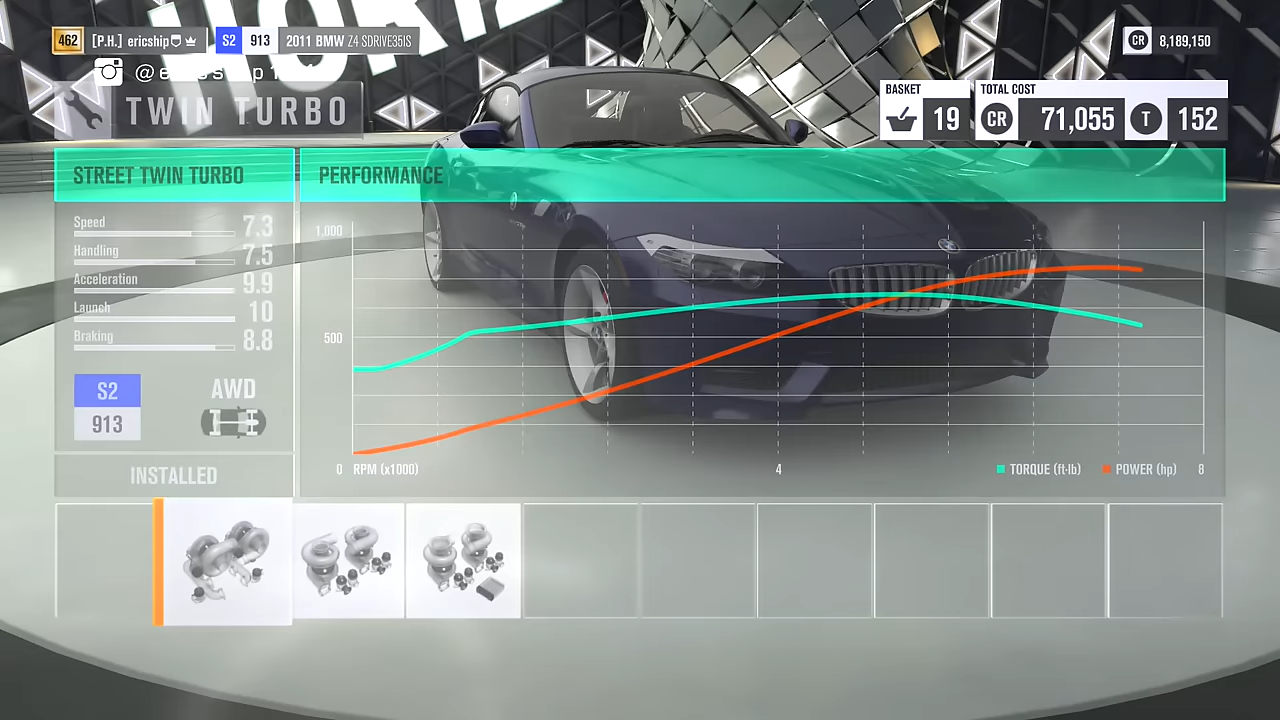 462 [P.H.] ericship S2 913 2011 BMW Z4 SDRIVE35IS
CR 8,189,150
TWIN TURBO
BASKET
19
TOTAL COST
CR 71,055 T 152
STREET TWIN TURBO
PERFORMANCE
Speed 7.3
Handling 7.5
Acceleration 9.9
Launch 10
Braking 8.8
S2
913
AWD
INSTALLED
1,000
500
0 RPM (x1000) 4 TORQUE (ft-lb) POWER (hp) 8